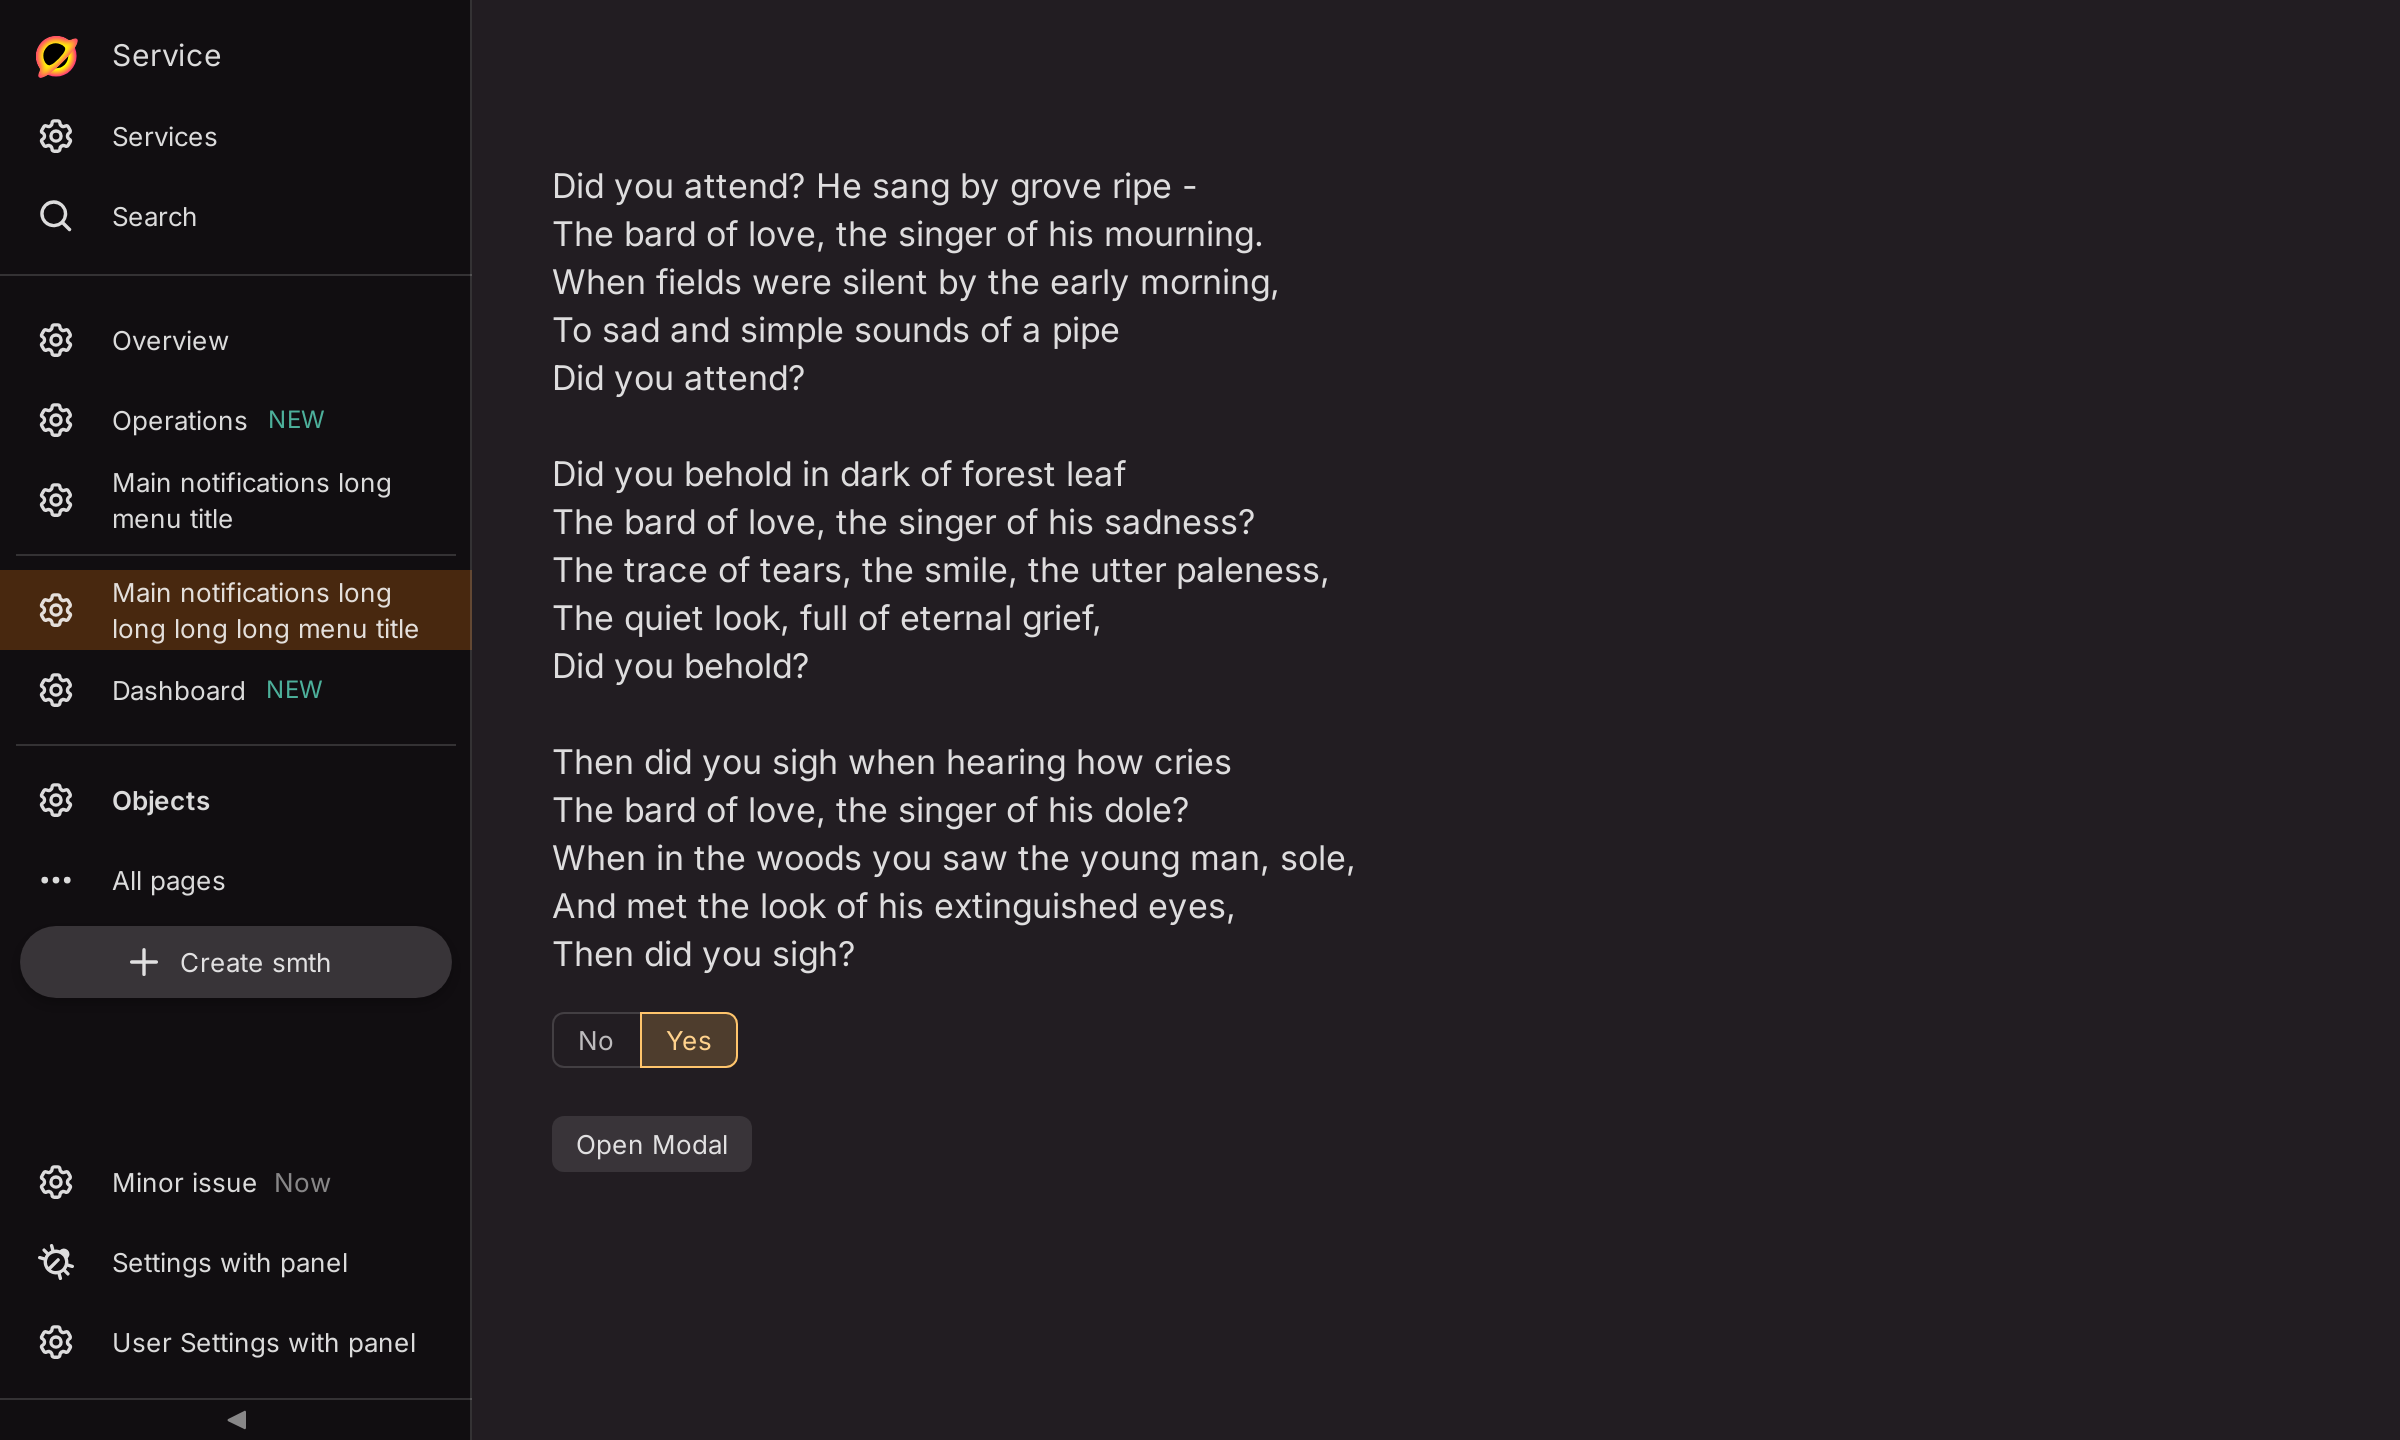 Service
Services
Search
Overview
Operations NEW
Main notifications long
menu title
Main notifications long
long long long menu title
Dashboard NEW
Objects
All pages
Create smth
Minor issue Now
Settings with panel
User Settings with panel
Did you attend? He sang by grove ripe -
The bard of love, the singer of his mourning.
When fields were silent by the early morning,
To sad and simple sounds of a pipe
Did you attend?
Did you behold in dark of forest leaf
The bard of love, the singer of his sadness?
The trace of tears, the smile, the utter paleness,
The quiet look, full of eternal grief,
Did you behold?
Then did you sigh when hearing how cries
The bard of love, the singer of his dole?
When in the woods you saw the young man, sole,
And met the look of his extinguished eyes,
Then did you sigh?
No Yes
Open Modal